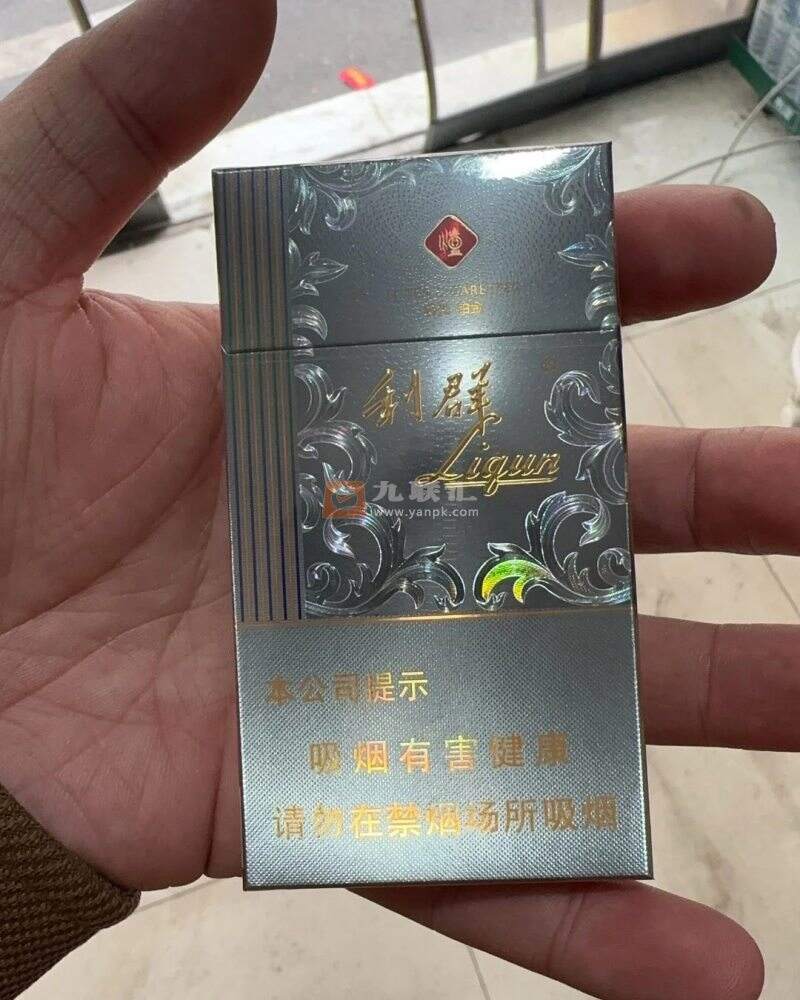 利群
Liqun
九联汇
www.yanpk.com
本公司提示
吸烟有害健康
请勿在禁烟场所吸烟